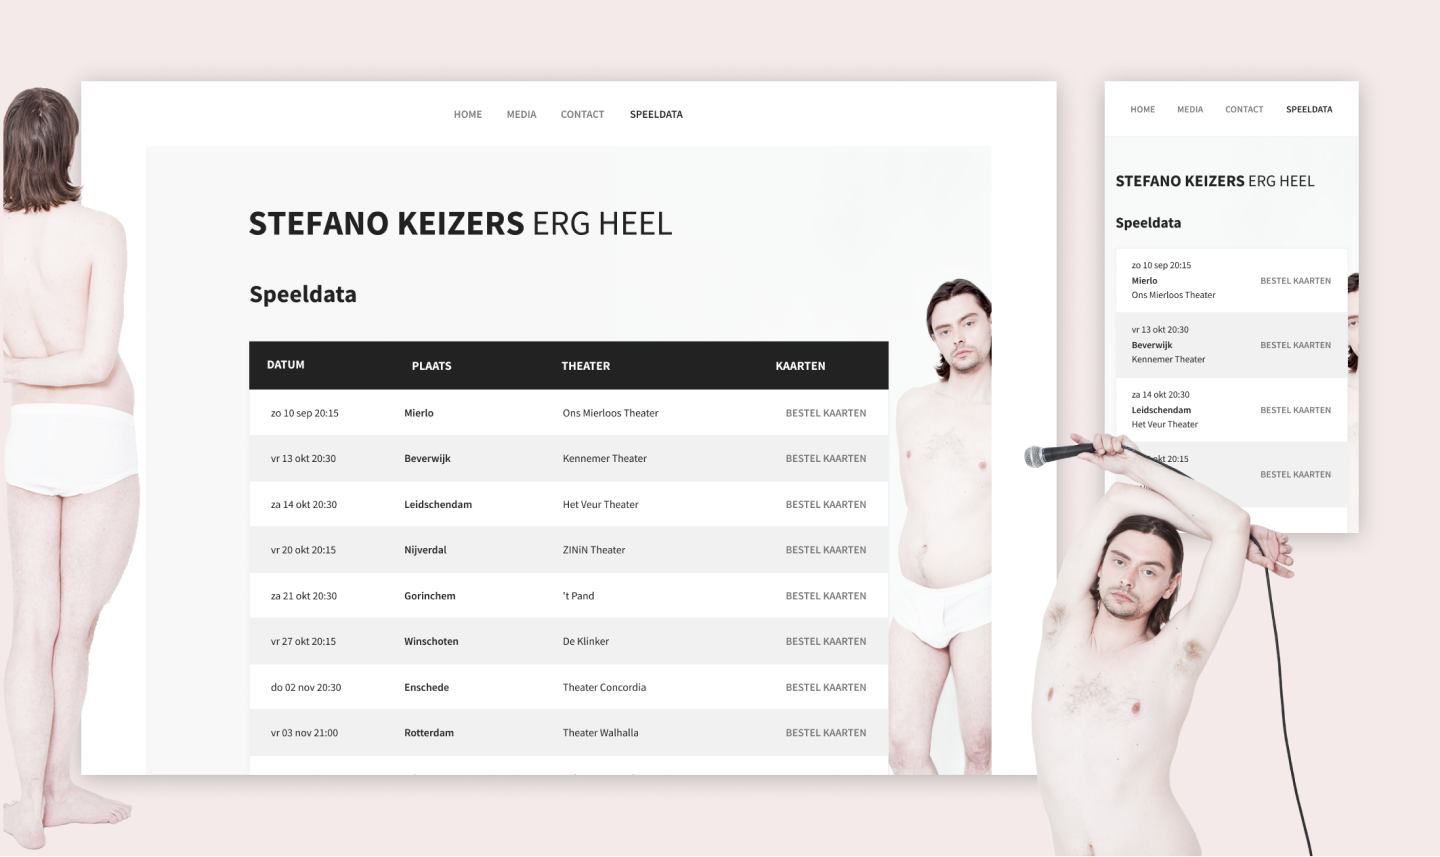 HOME MEDIA CONTACT SPEELDATA
STEFANO KEIZERS ERG HEEL
Speeldata
DATUM PLAATS THEATER KAARTEN
zo 10 sep 20:15 Mierlo Ons Mierloos Theater BESTEL KAARTEN
vr 13 okt 20:30 Beverwijk Kennemer Theater BESTEL KAARTEN
za 14 okt 20:30 Leidschendam Het Veur Theater BESTEL KAARTEN
vr 20 okt 20:15 Nijverdal ZINiN Theater BESTEL KAARTEN
za 21 okt 20:30 Gorinchem 't Pand BESTEL KAARTEN
vr 27 okt 20:15 Winschoten De Klinker BESTEL KAARTEN
do 02 nov 20:30 Enschede Theater Concordia BESTEL KAARTEN
vr 03 nov 21:00 Rotterdam Theater Walhalla BESTEL KAARTEN
HOME MEDIA CONTACT SPEELDATA
STEFANO KEIZERS ERG HEEL
Speeldata
zo 10 sep 20:15
Mierlo BESTEL KAARTEN
Ons Mierloos Theater
vr 13 okt 20:30
Beverwijk BESTEL KAARTEN
Kennemer Theater
za 14 okt 20:30
Leidschendam BESTEL KAARTEN
Het Veur Theater
okt 20:15
BESTEL KAARTEN